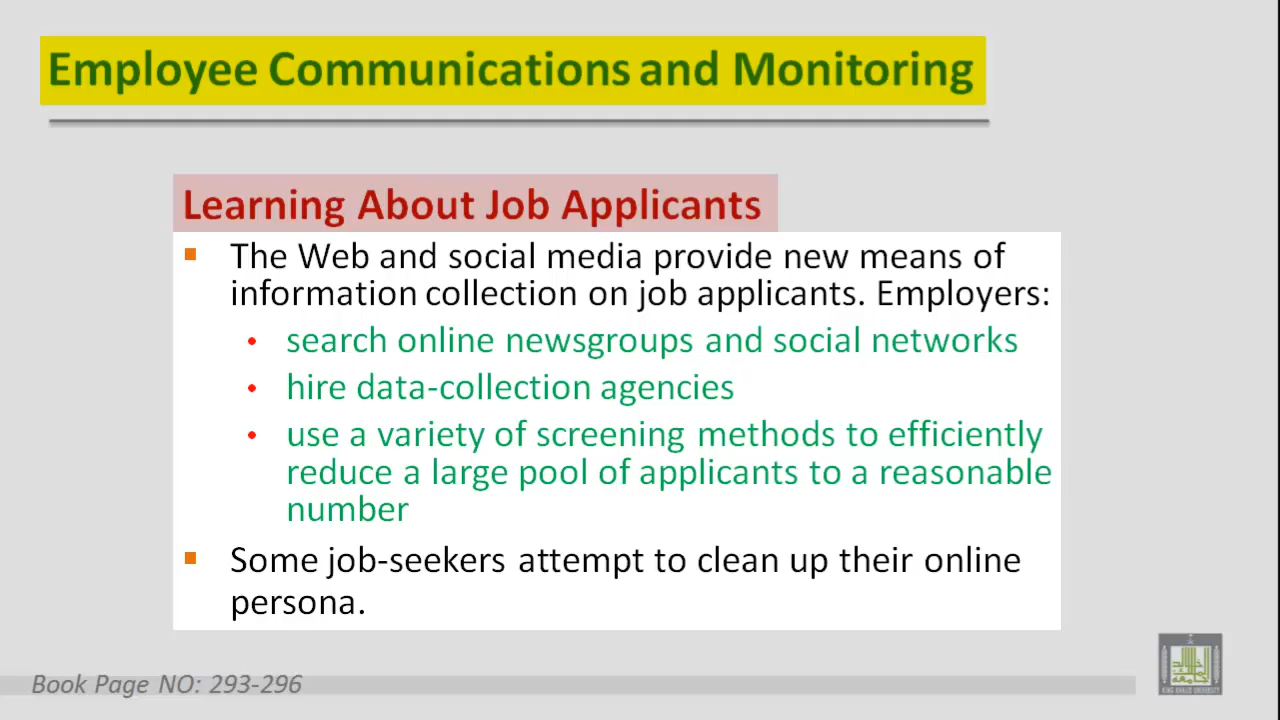 Employee Communications and Monitoring
Learning About Job Applicants
▪ The Web and social media provide new means of
information collection on job applicants. Employers:
• search online newsgroups and social networks
• hire data-collection agencies
• use a variety of screening methods to efficiently
reduce a large pool of applicants to a reasonable
number
▪ Some job-seekers attempt to clean up their online
persona.
Book Page NO: 293-296
KING KHALID UNIVERSITY